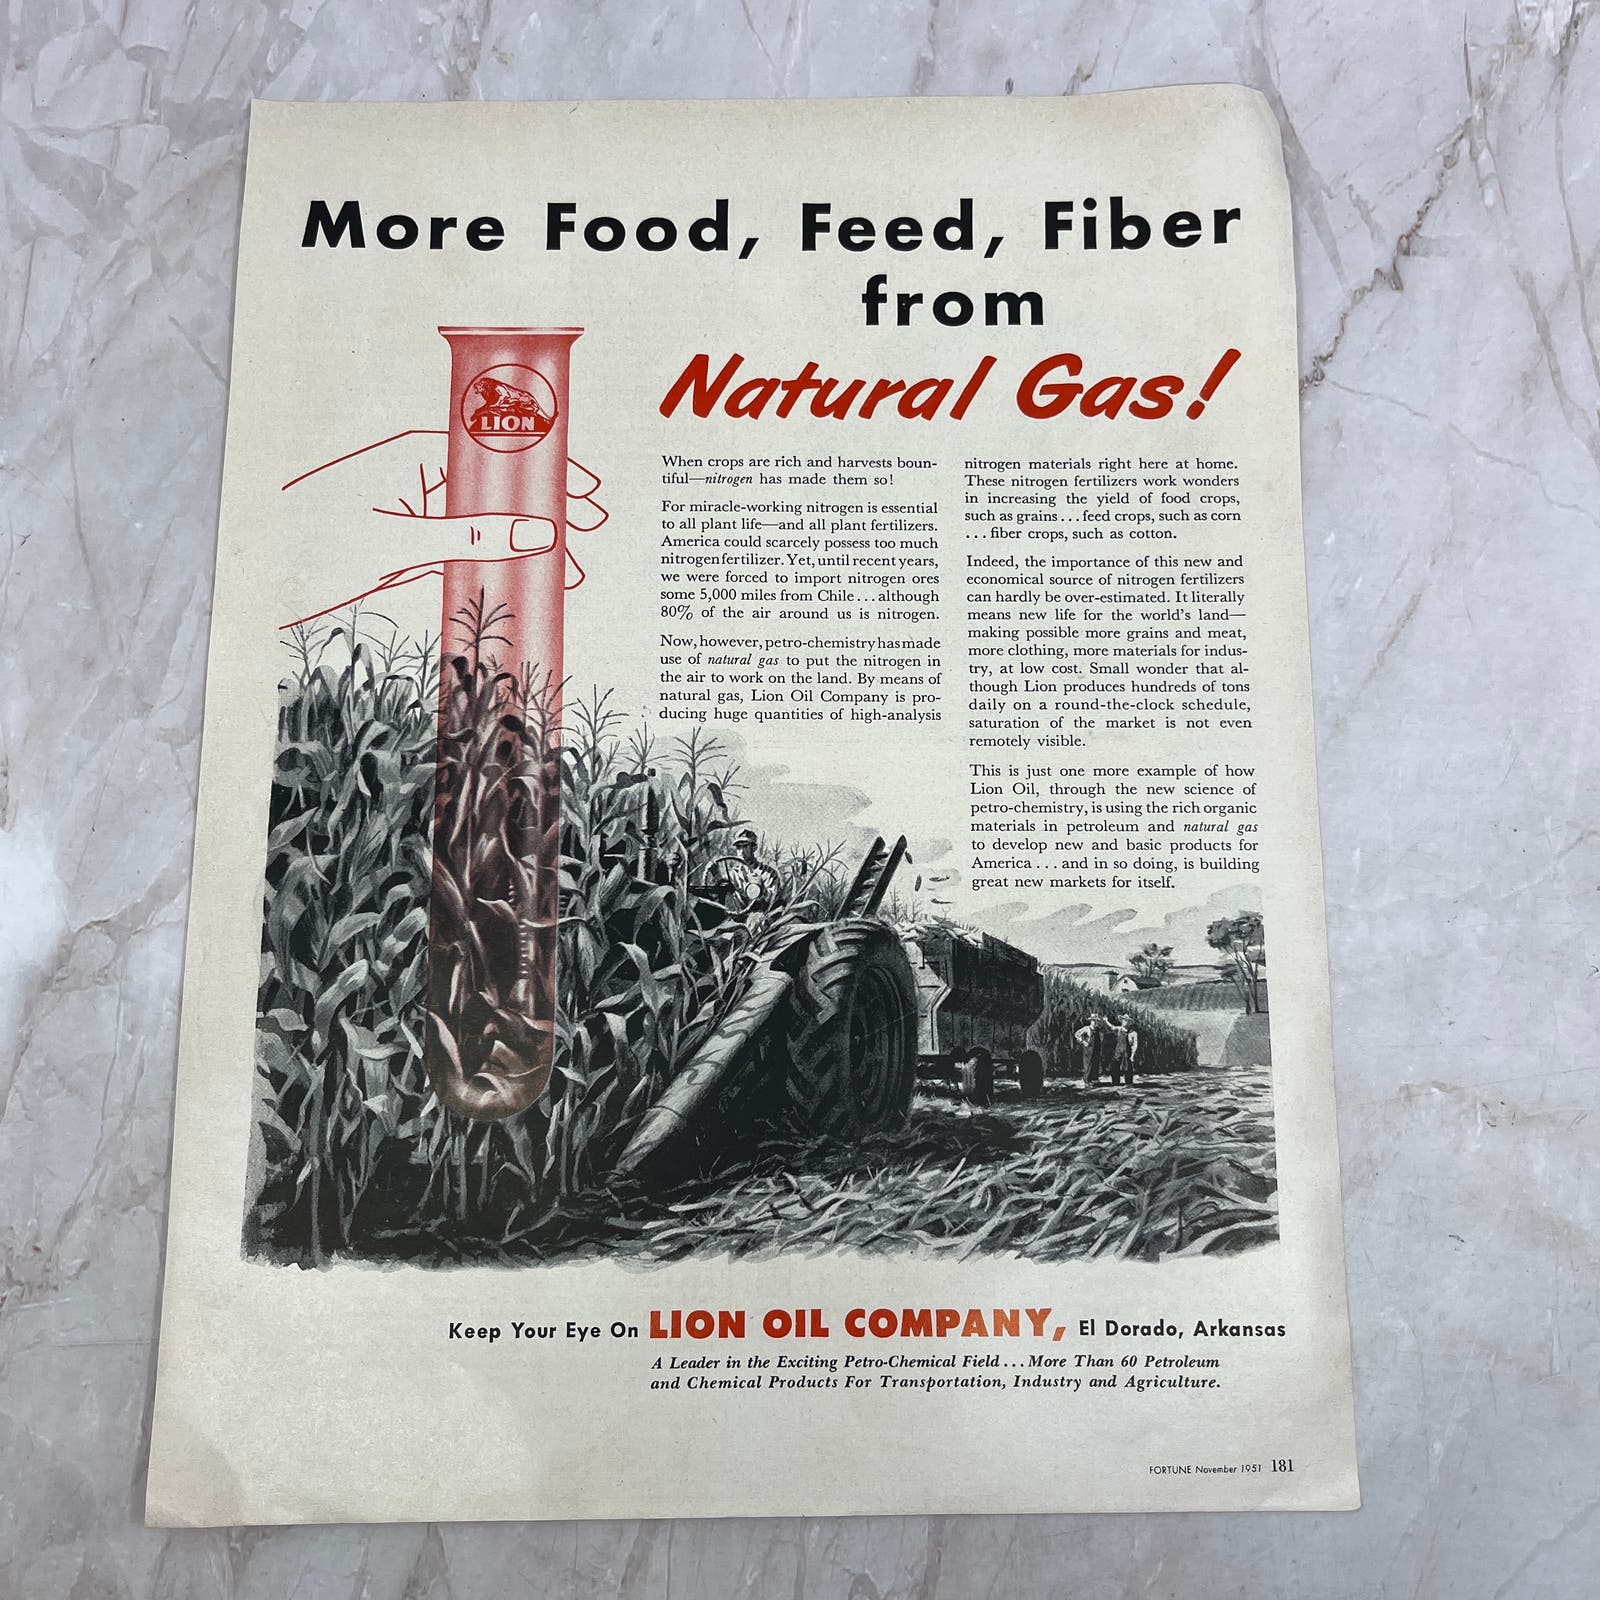 More Food, Feed, Fiber
from
Natural Gas!
LION
When crops are rich and harvests boun-
tiful—nitrogen has made them so!
For miracle-working nitrogen is essential
to all plant life—and all plant fertilizers.
America could scarcely possess too much
nitrogen fertilizer. Yet, until recent years,
we were forced to import nitrogen ores
some 5,000 miles from Chile...although
80% of the air around us is nitrogen.
Now, however, petro-chemistry has made
use of natural gas to put the nitrogen in
the air to work on the land. By means of
natural gas, Lion Oil Company is pro-
ducing huge quantities of high-analysis
nitrogen materials right here at home.
These nitrogen fertilizers work wonders
in increasing the yield of food crops,
such as grains...feed crops, such as corn
...fiber crops, such as cotton.
Indeed, the importance of this new and
economical source of nitrogen fertilizers
can hardly be over-estimated. It literally
means new life for the world's land—
making possible more grains and meat,
more clothing, more materials for indus-
try, at low cost. Small wonder that al-
though Lion produces hundreds of tons
daily on a round-the-clock schedule,
saturation of the market is not even
remotely visible.
This is just one more example of how
Lion Oil, through the new science of
petro-chemistry, is using the rich organic
materials in petroleum and natural gas
to develop new and basic products for
America...and in so doing, is building
great new markets for itself.
Keep Your Eye On LION OIL COMPANY, El Dorado, Arkansas
A Leader in the Exciting Petro-Chemical Field...More Than 60 Petroleum
and Chemical Products For Transportation, Industry and Agriculture.
FORTUNE November 1951 181